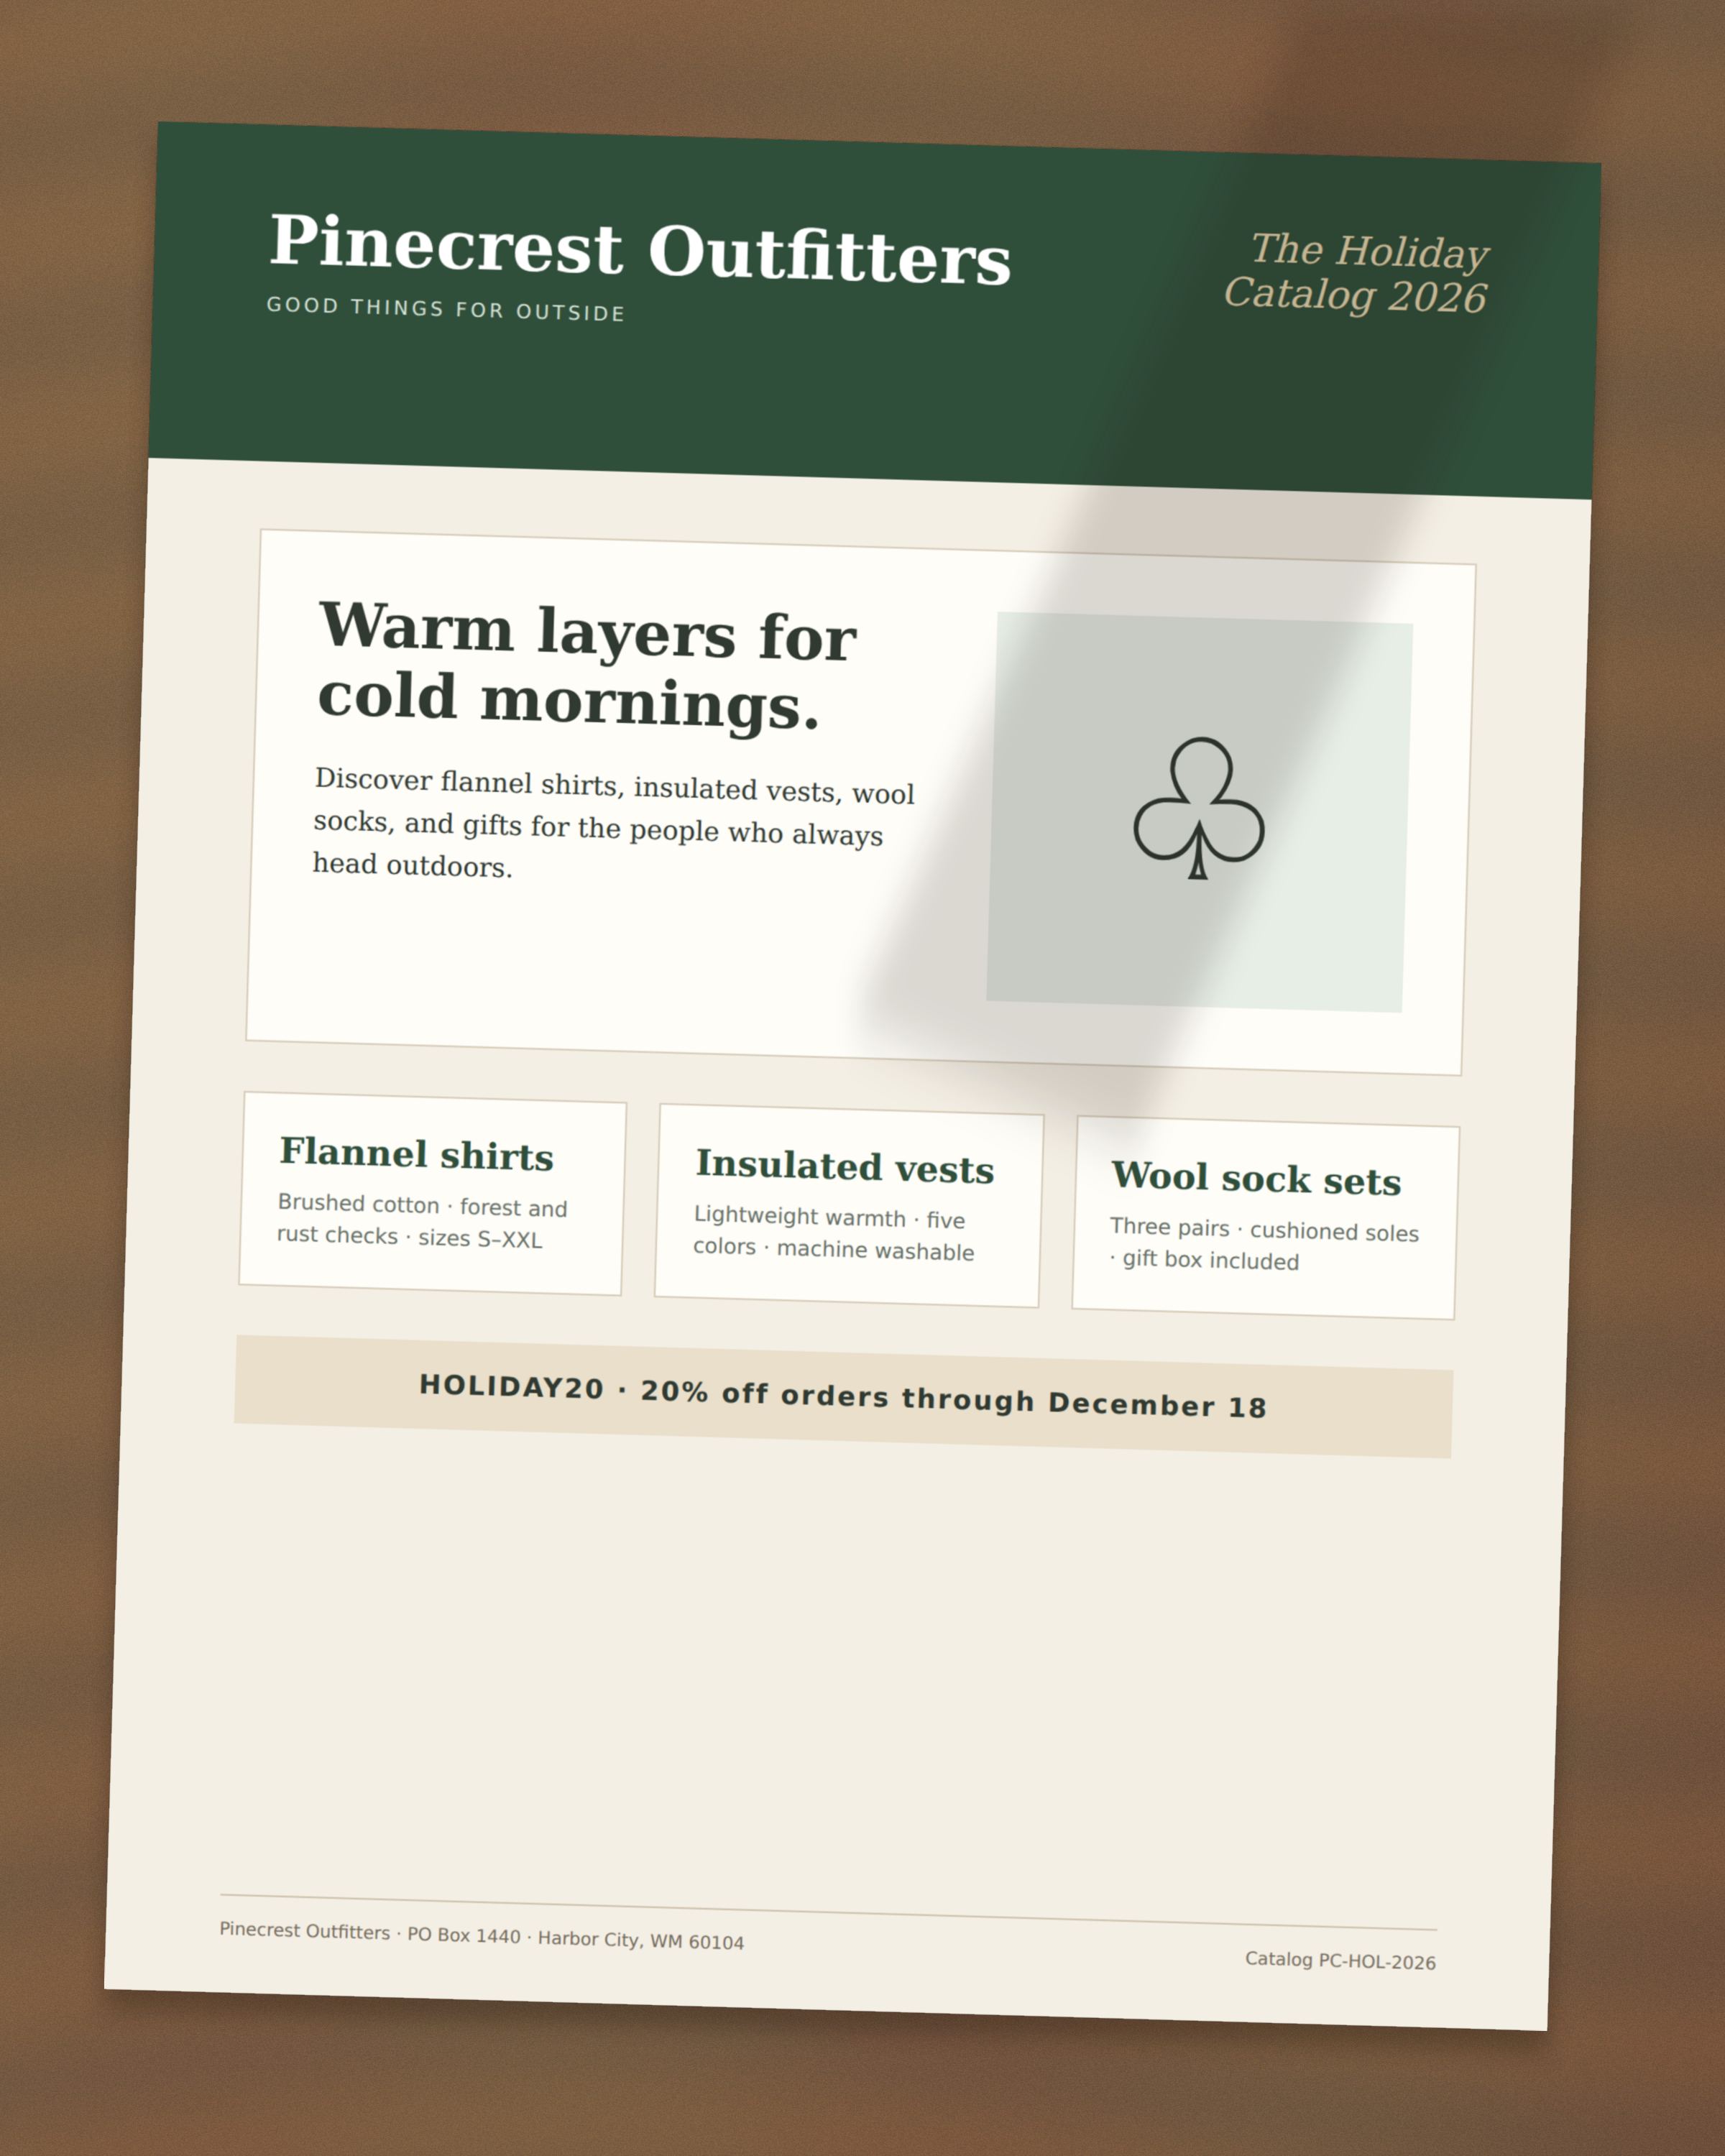 Pinecrest Outfitters
GOOD THINGS FOR OUTSIDE
The Holiday
Catalog 2026
Warm layers for
cold mornings.
Discover flannel shirts, insulated vests, wool
socks, and gifts for the people who always
head outdoors.
Flannel shirts
Brushed cotton · forest and
rust checks · sizes S–XXL
Insulated vests
Lightweight warmth · five
colors · machine washable
Wool sock sets
Three pairs · cushioned soles
· gift box included
HOLIDAY20 · 20% off orders through December 18
Pinecrest Outfitters · PO Box 1440 · Harbor City, WM 60104
Catalog PC-HOL-2026